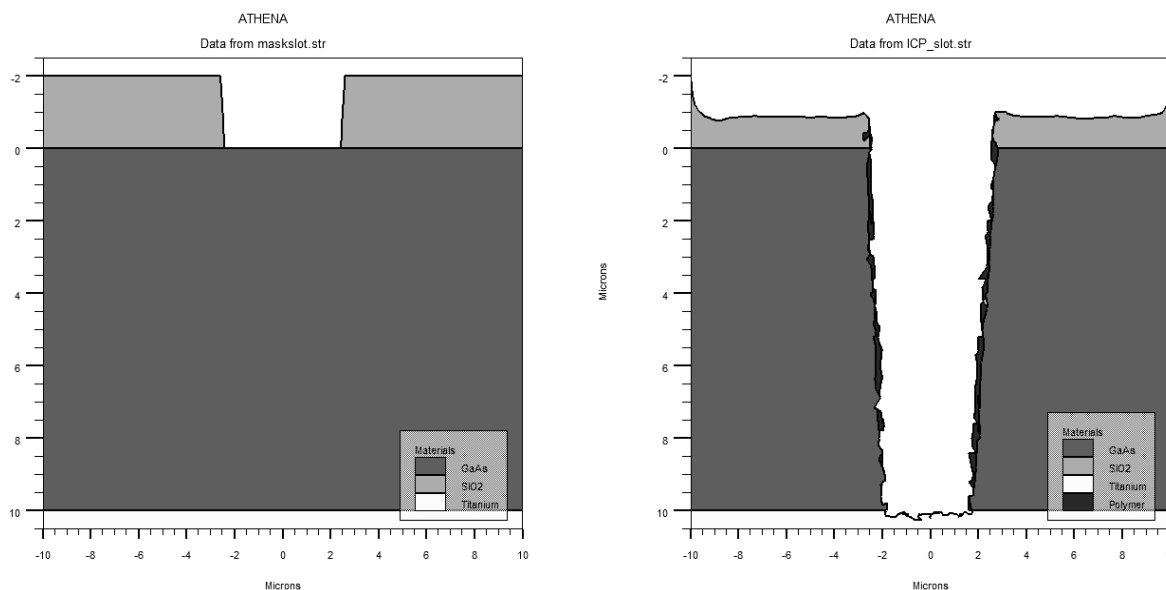 ATHENA
Data from maskslot.str
-2
0
2
4
6
8
10
Materials
GaAs
SiO2
Titanium
-10 -8 -6 -4 -2 0 2 4 6 8 10
Microns
ATHENA
Data from ICP_slot.str
Microns
-2
0
2
4
6
8
10
Materials
GaAs
SiO2
Titanium
Polymer
-10 -8 -6 -4 -2 0 2 4 6 8
Microns